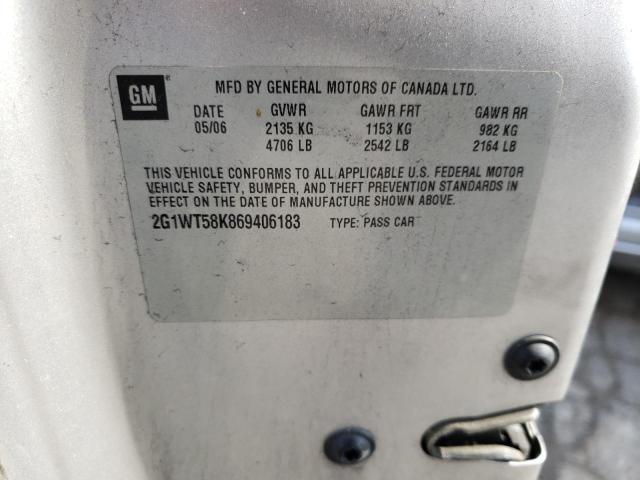 GM
MFD BY GENERAL MOTORS OF CANADA LTD.
DATE GVWR GAWR FRT GAWR RR
05/06 2135 KG 1153 KG 982 KG
4706 LB 2542 LB 2164 LB
THIS VEHICLE CONFORMS TO ALL APPLICABLE U.S. FEDERAL MOTOR
VEHICLE SAFETY, BUMPER, AND THEFT PREVENTION STANDARDS IN
EFFECT ON THE DATE OF MANUFACTURE SHOWN ABOVE.
2G1WT58K869406183 TYPE: PASS CAR